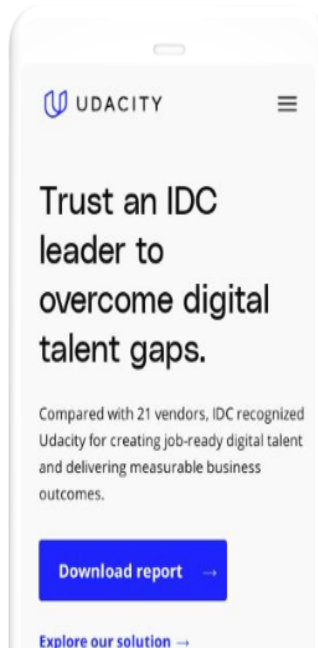 UDACITY
Trust an IDC
leader to
overcome digital
talent gaps.
Compared with 21 vendors, IDC recognized
Udacity for creating job-ready digital talent
and delivering measurable business
outcomes.
Download report →
Explore our solution →